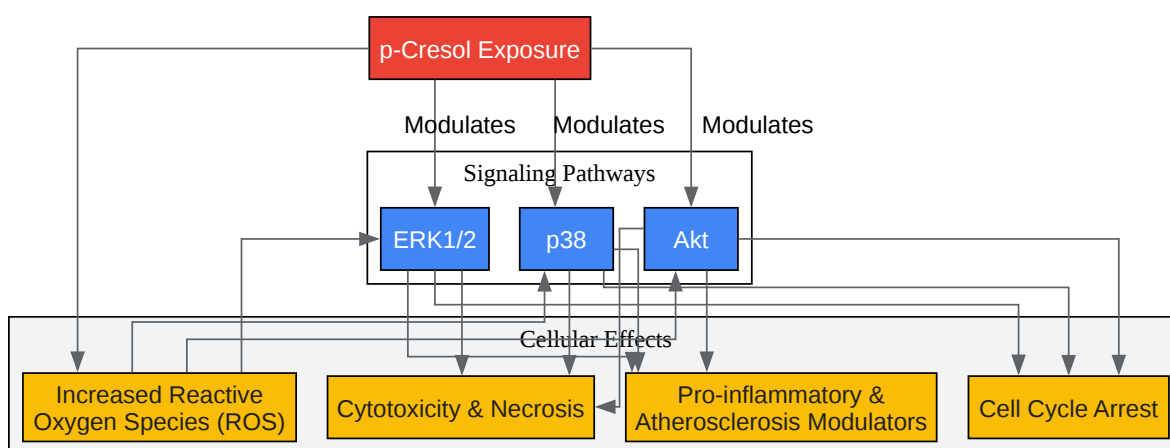 p-Cresol Exposure
Modulates
Modulates
Modulates
Signaling Pathways
ERK1/2
p38
Akt
Cellular Effects
Increased Reactive
Oxygen Species (ROS)
Cytotoxicity & Necrosis
Pro-inflammatory &
Atherosclerosis Modulators
Cell Cycle Arrest